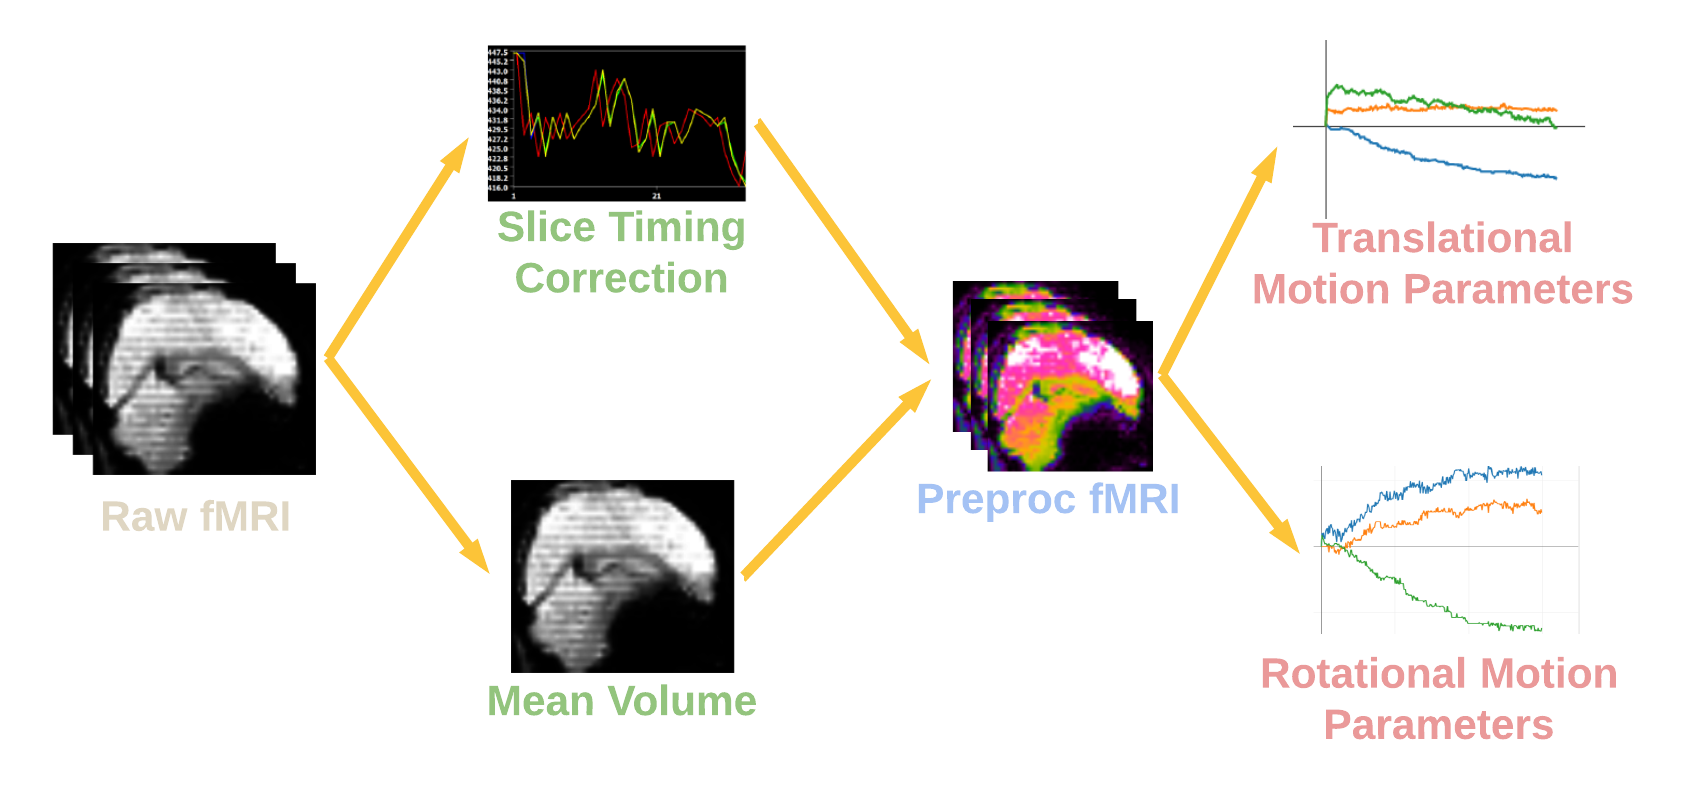 447.5
445.2
443.0
440.8
438.5
436.2
434.0
431.8
429.5
427.2
425.0
422.8
420.5
418.2
416.0
1
21
Slice Timing
Correction
Translational
Motion Parameters
Raw fMRI
Preproc fMRI
Mean Volume
Rotational Motion
Parameters